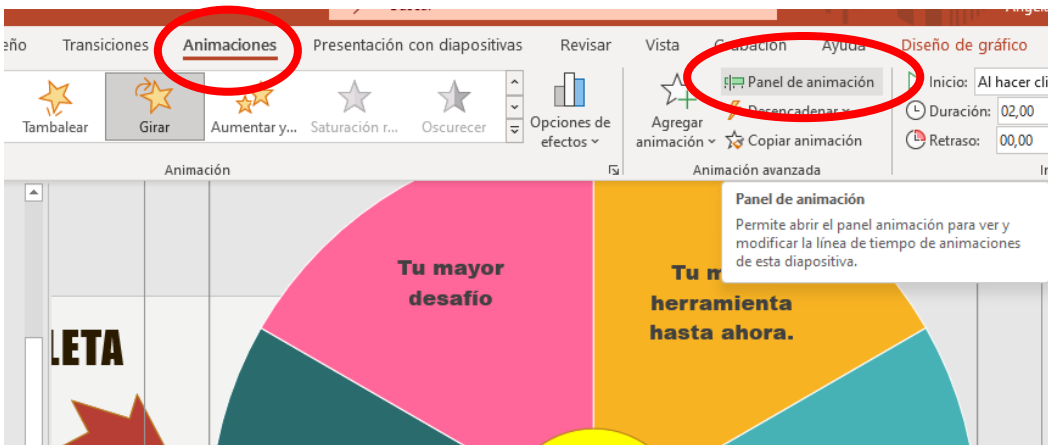 Transiciones Animaciones Presentación con diapositivas Revisar Vista Grabación Ayuda Diseño de gráfico
Tambalear Girar Aumentar y... Saturación r... Oscurecer
Opciones de
efectos
Agregar
animación
Panel de animación
Desencadenar
Copiar animación
Inicio: Al hacer cli
Duración: 02,00
Retraso: 00,00
Animación Animación avanzada
Panel de animación
Permite abrir el panel animación para ver y
modificar la línea de tiempo de animaciones
de esta diapositiva.
Tu mayor
desafío
Tu m
herramienta
hasta ahora.
LETA